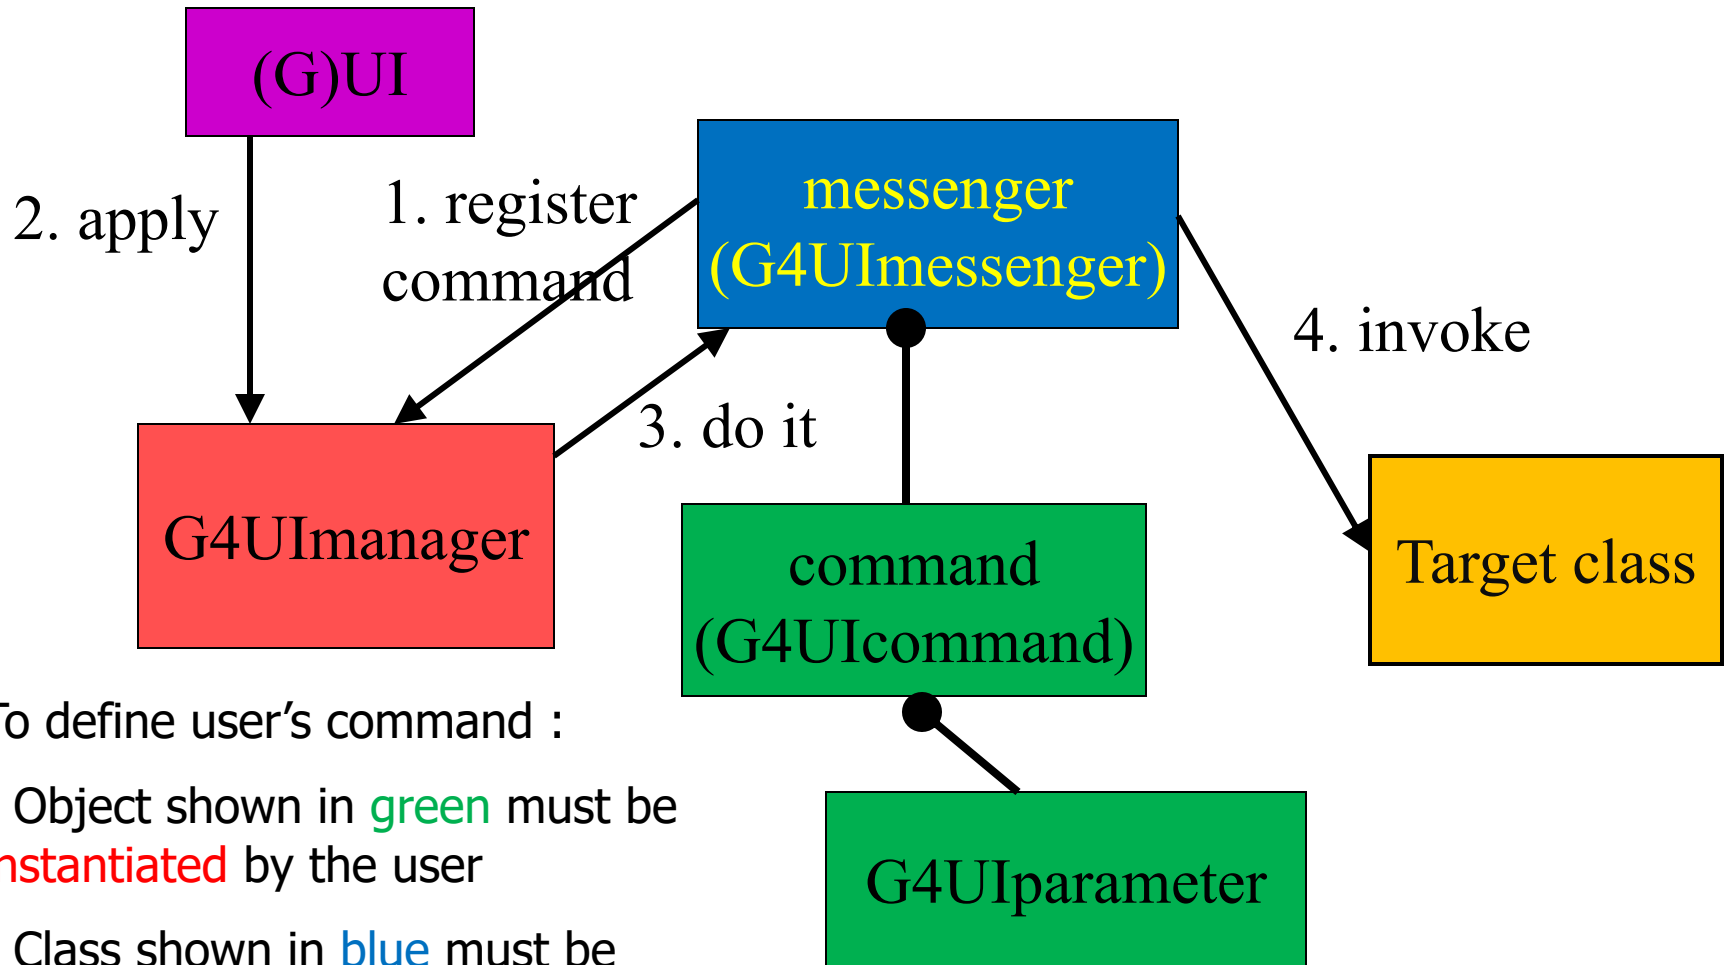 (G)UI
2. apply
1. register
command
messenger
(G4UImessenger)
4. invoke
3. do it
G4UImanager
command
(G4UIcommand)
Target class
To define user’s command :
Object shown in green must be
nstantiated by the user
Class shown in blue must be
G4UIparameter